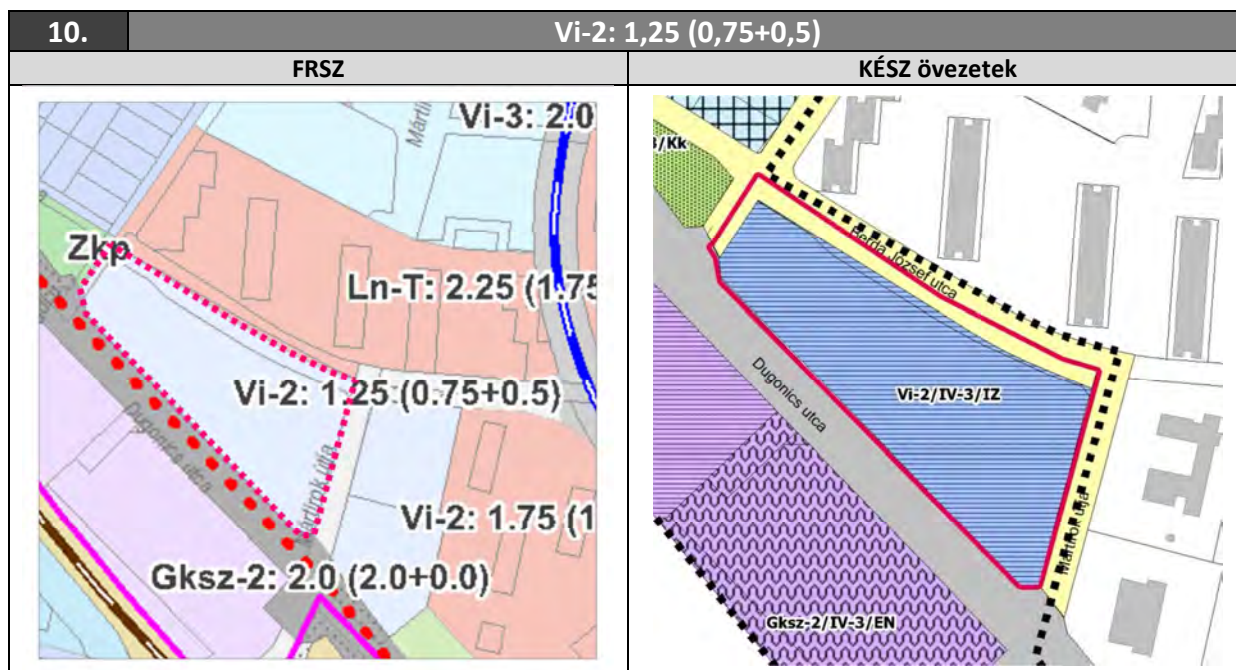 10.
Vi-2: 1,25 (0,75+0,5)
FRSZ
KÉSZ övezetek
Vi-3: 2.0
Zkp
Ln-T: 2.25 (1.75
Vi-2: 1.25 (0.75+0.5)
Dugonics utca
Mártírok útja
Vi-2: 1.75 (1
Gksz-2: 2.0 (2.0+0.0)
/Kk
Berda József utca
Vi-2/IV-3/IZ
Dugonics utca
Mártírok útja
Gksz-2/IV-3/EN